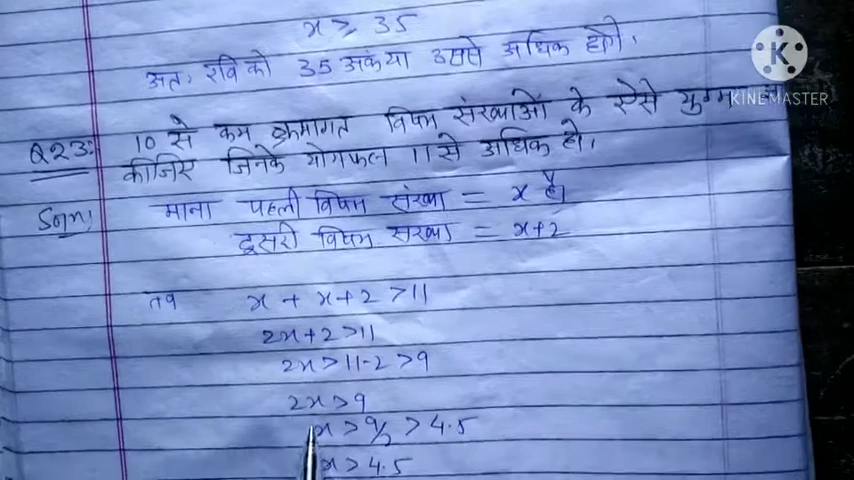 x ≥ 35
अतः रवि को 35 अंक या उससे अधिक होगे।
KINEMASTER
Q23: 10 से कम क्रमागत विषम संख्याओं के ऐसे युग्म
कीजिए जिनके योगफल 11 से अधिक हो।
Soln माना पहली विषम संख्या = x है।
दूसरी विषम संख्या = x+2
तब x + x+2 >11
2x+2 >11
2x > 11-2 > 9
2x > 9
x > 9/2 > 4.5
x > 4.5